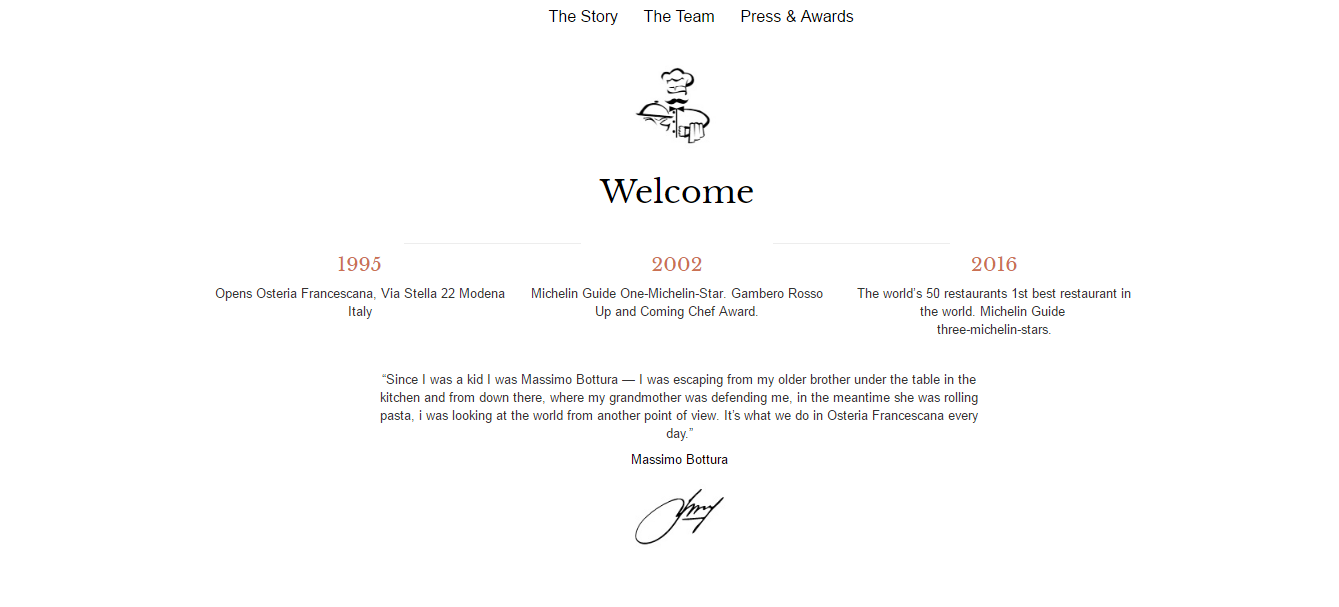 The Story The Team Press & Awards
Welcome
1995
Opens Osteria Francescana, Via Stella 22 Modena
Italy
2002
Michelin Guide One-Michelin-Star. Gambero Rosso
Up and Coming Chef Award.
2016
The world’s 50 restaurants 1st best restaurant in
the world. Michelin Guide
three-michelin-stars.
“Since I was a kid I was Massimo Bottura — I was escaping from my older brother under the table in the
kitchen and from down there, where my grandmother was defending me, in the meantime she was rolling
pasta, i was looking at the world from another point of view. It’s what we do in Osteria Francescana every
day.”
Massimo Bottura